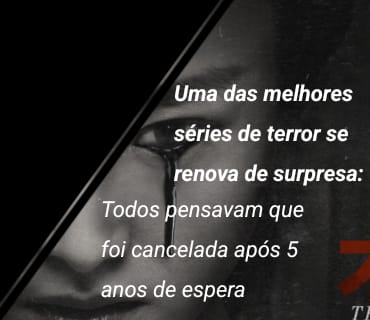 Uma das melhores
séries de terror se
renova de surpresa:
Todos pensavam que
foi cancelada após 5
anos de espera